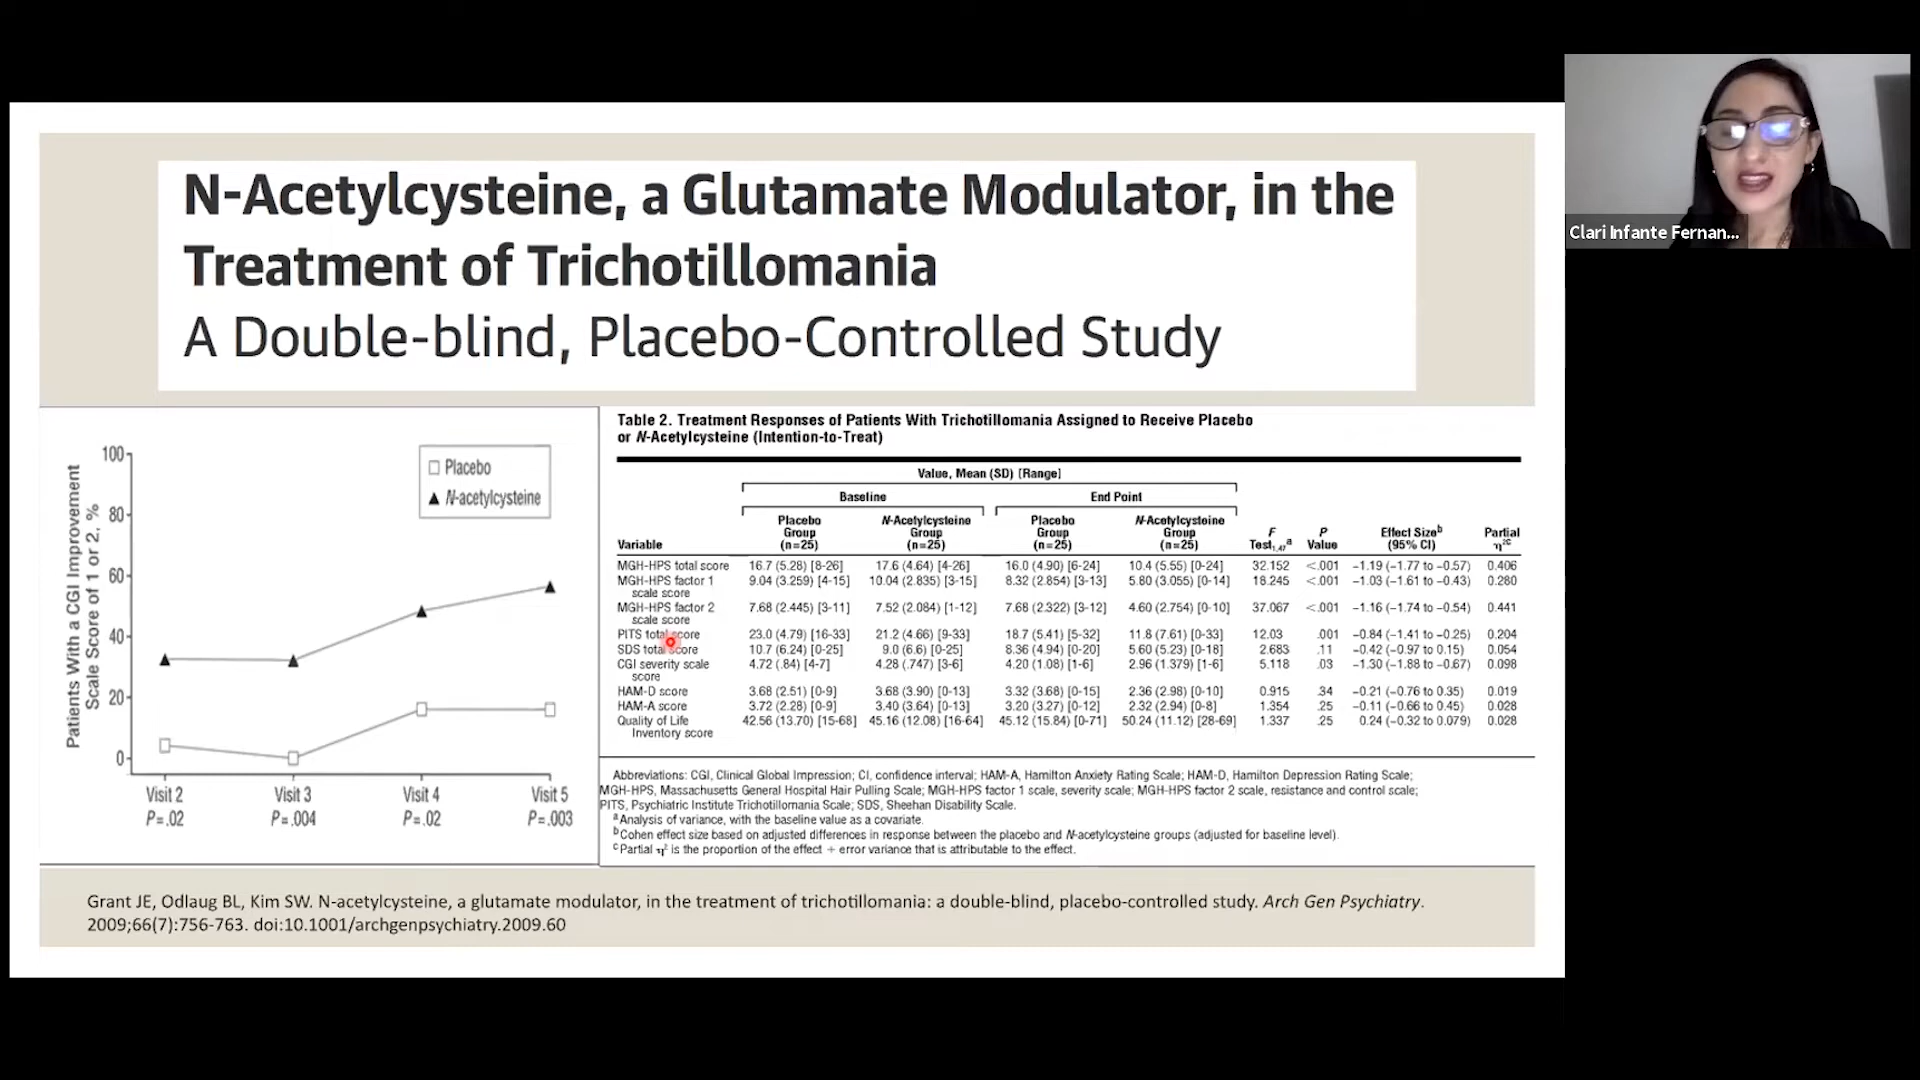 N-Acetylcysteine, a Glutamate Modulator, in the
Treatment of Trichotillomania
A Double-blind, Placebo-Controlled Study
Clari Infante Fernan...
Patients With a CGI Improvement
Scale Score of 1 or 2, %
100
80
60
40
20
0
Placebo
N-acetylcysteine
Visit 2 Visit 3 Visit 4 Visit 5
P=.02 P=.004 P=.02 P=.003
Table 2. Treatment Responses of Patients With Trichotillomania Assigned to Receive Placebo
or N-Acetylcysteine (Intention-to-Treat)
Value, Mean (SD) [Range]
Baseline End Point
Placebo N-Acetylcysteine Placebo N-Acetylcysteine
Group Group Group Group F P Effect Sizeᵇ Partial
Variable (n=25) (n=25) (n=25) (n=25) Test₁,₄₇ᵃ Value (95% CI) η²ᶜ
MGH-HPS total score 16.7 (5.28) [8-26] 17.6 (4.64) [4-26] 16.0 (4.90) [6-24] 10.4 (5.55) [0-24] 32.152 <.001 −1.19 (−1.77 to −0.57) 0.406
MGH-HPS factor 1 9.04 (3.259) [4-15] 10.04 (2.835) [3-15] 8.32 (2.854) [3-13] 5.80 (3.055) [0-14] 18.245 <.001 −1.03 (−1.61 to −0.43) 0.280
scale score
MGH-HPS factor 2 7.68 (2.445) [3-11] 7.52 (2.084) [1-12] 7.68 (2.322) [3-12] 4.60 (2.754) [0-10] 37.067 <.001 −1.16 (−1.74 to −0.54) 0.441
scale score
PITS total score 23.0 (4.79) [16-33] 21.2 (4.66) [9-33] 18.7 (5.41) [5-32] 11.8 (7.61) [0-33] 12.03 .001 −0.84 (−1.41 to −0.25) 0.204
SDS total score 10.7 (6.24) [0-25] 9.0 (6.6) [0-25] 8.36 (4.94) [0-20] 5.60 (5.23) [0-18] 2.683 .11 −0.42 (−0.97 to 0.15) 0.054
CGI severity scale 4.72 (.84) [4-7] 4.28 (.747) [3-6] 4.20 (1.08) [1-6] 2.96 (1.379) [1-6] 5.118 .03 −1.30 (−1.88 to −0.67) 0.098
score
HAM-D score 3.68 (2.51) [0-9] 3.68 (3.90) [0-13] 3.32 (3.68) [0-15] 2.36 (2.98) [0-10] 0.915 .34 −0.21 (−0.76 to 0.35) 0.019
HAM-A score 3.72 (2.28) [0-9] 3.40 (3.64) [0-13] 3.20 (3.27) [0-12] 2.32 (2.94) [0-8] 1.354 .25 −0.11 (−0.66 to 0.45) 0.028
Quality of Life 42.56 (13.70) [15-68] 45.16 (12.08) [16-64] 45.12 (15.84) [0-71] 50.24 (11.12) [28-69] 1.337 .25 0.24 (−0.32 to 0.079) 0.028
Inventory score
Abbreviations: CGI, Clinical Global Impression; CI, confidence interval; HAM-A, Hamilton Anxiety Rating Scale; HAM-D, Hamilton Depression Rating Scale;
MGH-HPS, Massachusetts General Hospital Hair Pulling Scale; MGH-HPS factor 1 scale, severity scale; MGH-HPS factor 2 scale, resistance and control scale;
PITS, Psychiatric Institute Trichotillomania Scale; SDS, Sheehan Disability Scale.
ᵃAnalysis of variance, with the baseline value as a covariate.
ᵇCohen effect size based on adjusted differences in response between the placebo and N-acetylcysteine groups (adjusted for baseline level).
ᶜPartial η² is the proportion of the effect + error variance that is attributable to the effect.
Grant JE, Odlaug BL, Kim SW. N-acetylcysteine, a glutamate modulator, in the treatment of trichotillomania: a double-blind, placebo-controlled study. Arch Gen Psychiatry.
2009;66(7):756-763. doi:10.1001/archgenpsychiatry.2009.60